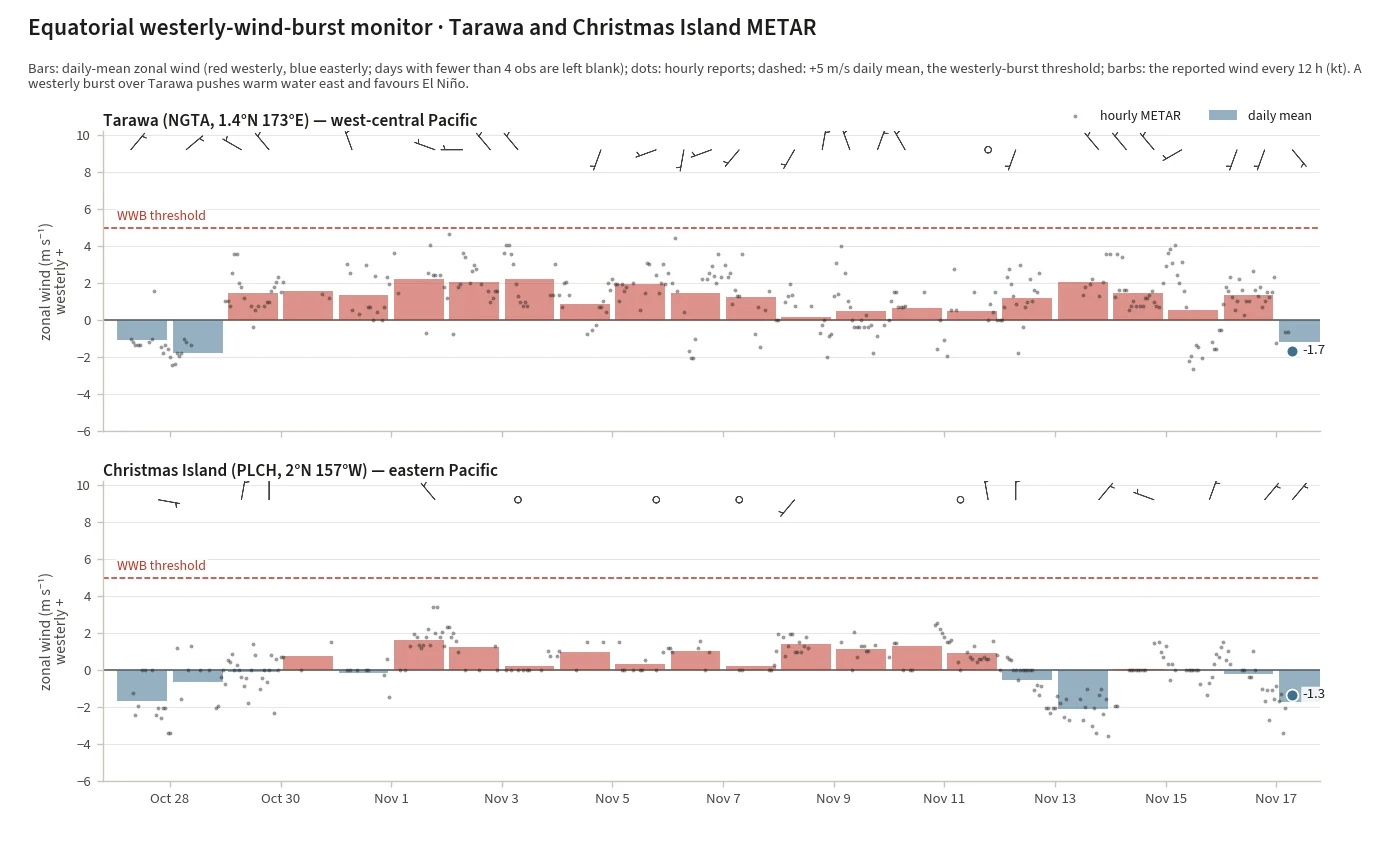 Equatorial westerly-wind-burst monitor · Tarawa and Christmas Island METAR
Bars: daily-mean zonal wind (red westerly, blue easterly; days with fewer than 4 obs are left blank); dots: hourly reports; dashed: +5 m/s daily mean, the westerly-burst threshold; barbs: the reported wind every 12 h (kt). A
westerly burst over Tarawa pushes warm water east and favours El Niño.
Tarawa (NGTA, 1.4°N 173°E) — west-central Pacific
hourly METAR
daily mean
10
8
6
4
2
0
−2
−4
−6
zonal wind (m s⁻¹)
westerly +
WWB threshold
-1.7
Christmas Island (PLCH, 2°N 157°W) — eastern Pacific
10
8
6
4
2
0
−2
−4
−6
zonal wind (m s⁻¹)
westerly +
WWB threshold
-1.3
Oct 28
Oct 30
Nov 1
Nov 3
Nov 5
Nov 7
Nov 9
Nov 11
Nov 13
Nov 15
Nov 17